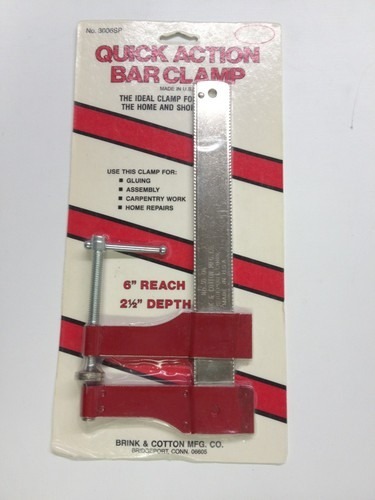 No. 3606SP
QUICK ACTION
BAR CLAMP
MADE IN U.S.A.
THE IDEAL CLAMP FOR
THE HOME AND SHOP
USE THIS CLAMP FOR:
■ GLUING
■ ASSEMBLY
■ CARPENTRY WORK
■ HOME REPAIRS
6" REACH
2½" DEPTH
BRINK & COTTON MFG. CO.
BRIDGEPORT, CONN. 06605